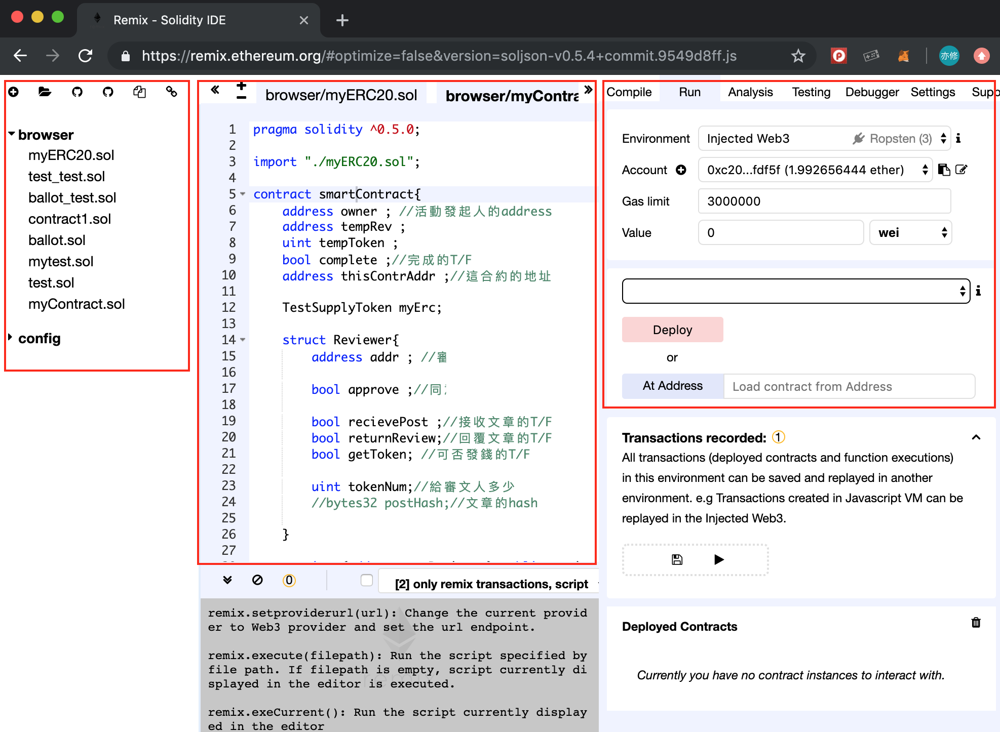 Remix - Solidity IDE
https://remix.ethereum.org/#optimize=false&version=soljson-v0.5.4+commit.9549d8ff.js
亦修
browser
myERC20.sol
test_test.sol
ballot_test.sol
contract1.sol
ballot.sol
mytest.sol
test.sol
myContract.sol
config
browser/myERC20.sol browser/myContra
1 pragma solidity ^0.5.0;
2
3 import "./myERC20.sol";
4
5 contract smartContract{
6 address owner ; //活動發起人的address
7 address tempRev ;
8 uint tempToken ;
9 bool complete ;//完成的T/F
10 address thisContrAddr ;//這合約的地址
11
12 TestSupplyToken myErc;
13
14 struct Reviewer{
15 address addr ; //審
16
17 bool approve ;//同
18
19 bool recievePost ;//接收文章的T/F
20 bool returnReview;//回覆文章的T/F
21 bool getToken; //可否發錢的T/F
22
23 uint tokenNum;//給審文人多少
24 //bytes32 postHash;//文章的hash
25
26 }
27
0
[2] only remix transactions, script
remix.setproviderurl(url): Change the current provid
er to Web3 provider and set the url endpoint.
remix.execute(filepath): Run the script specified by
file path. If filepath is empty, script currently di
splayed in the editor is executed.
remix.exeCurrent(): Run the script currently display
ed in the editor
remix
Compile Run Analysis Testing Debugger Settings Supp
Environment Injected Web3 Ropsten (3)
Account 0xc20...fdf5f (1.992656444 ether)
Gas limit 3000000
Value 0 wei
Deploy
or
At Address Load contract from Address
Transactions recorded: 1
All transactions (deployed contracts and function executions)
in this environment can be saved and replayed in another
environment. e.g Transactions created in Javascript VM can be
replayed in the Injected Web3.
Deployed Contracts
Currently you have no contract instances to interact with.